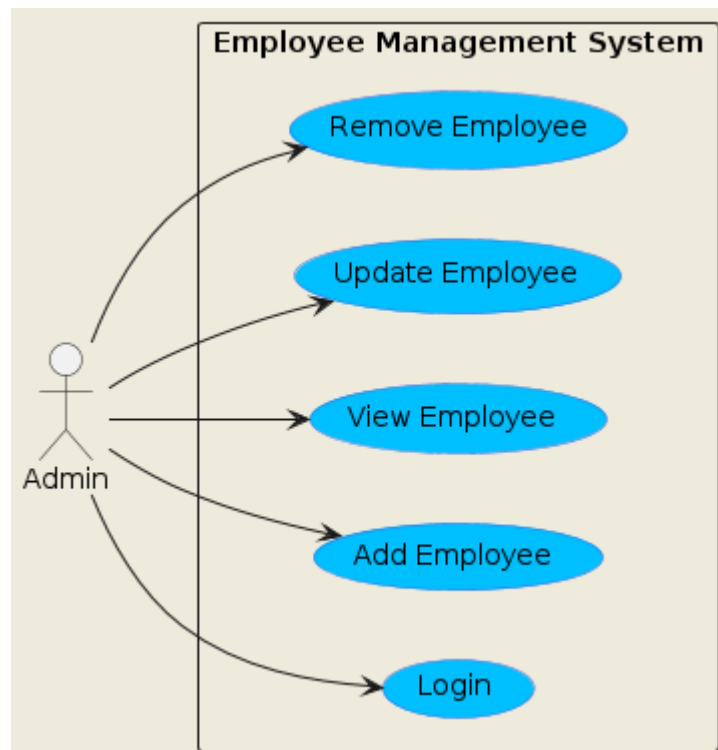 Employee Management System
Remove Employee
Update Employee
View Employee
Admin
Add Employee
Login